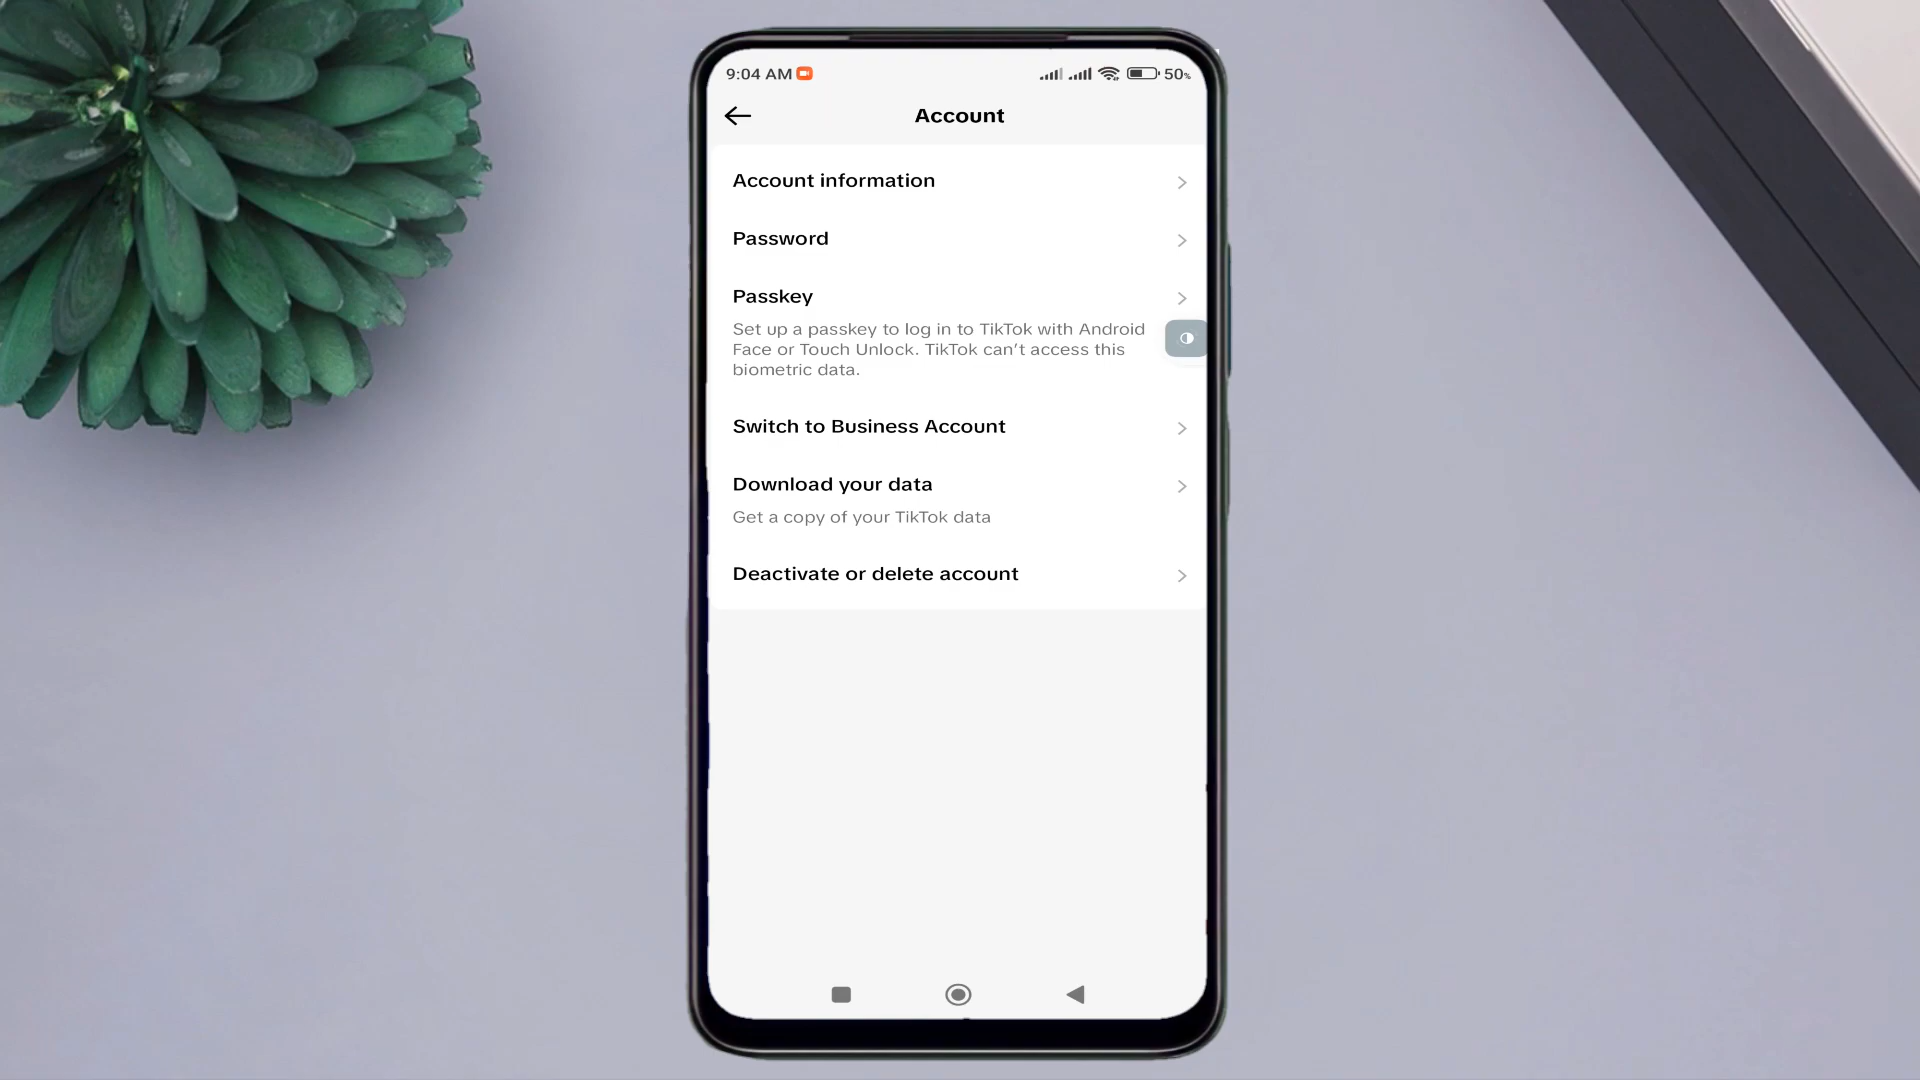 9:04 AM 50%
Account
Account information
Password
Passkey
Set up a passkey to log in to TikTok with Android
Face or Touch Unlock. TikTok can't access this
biometric data.
Switch to Business Account
Download your data
Get a copy of your TikTok data
Deactivate or delete account